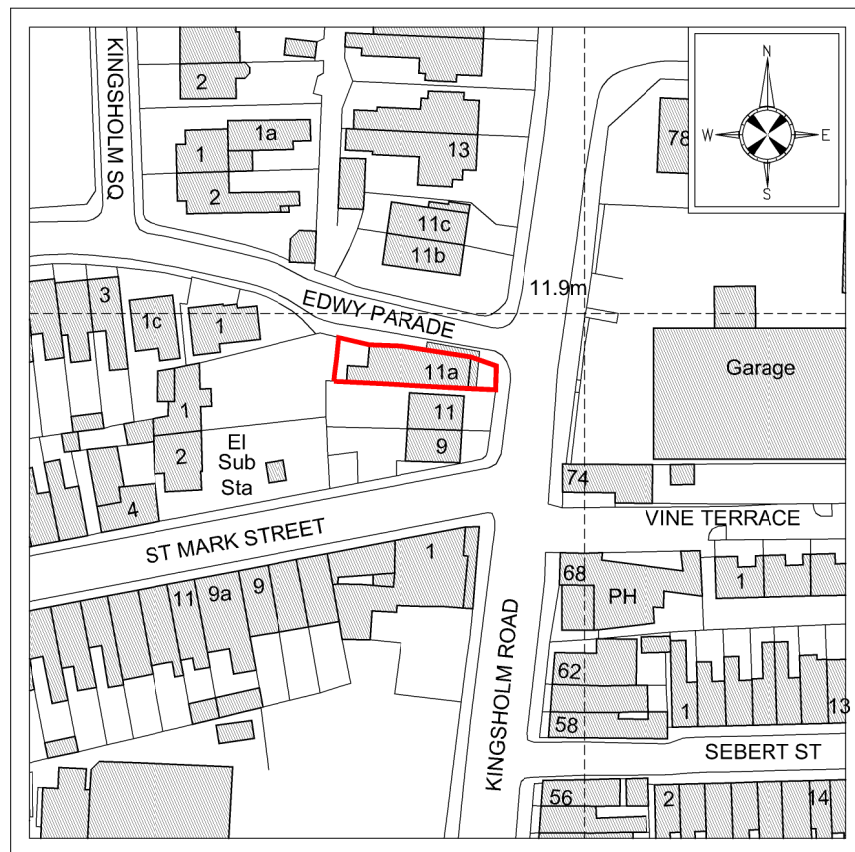 KINGSHOLM SQ
2
1a
1
2
13
78
N
W
E
S
11c
11b
11.9m
EDWY PARADE
3
1c
1
11a
Garage
11
9
1
2
El
Sub
Sta
4
74
VINE TERRACE
ST MARK STREET
1
68
PH
1
11
9a
9
KINGSHOLM ROAD
62
58
1
13
SEBERT ST
56
2
14